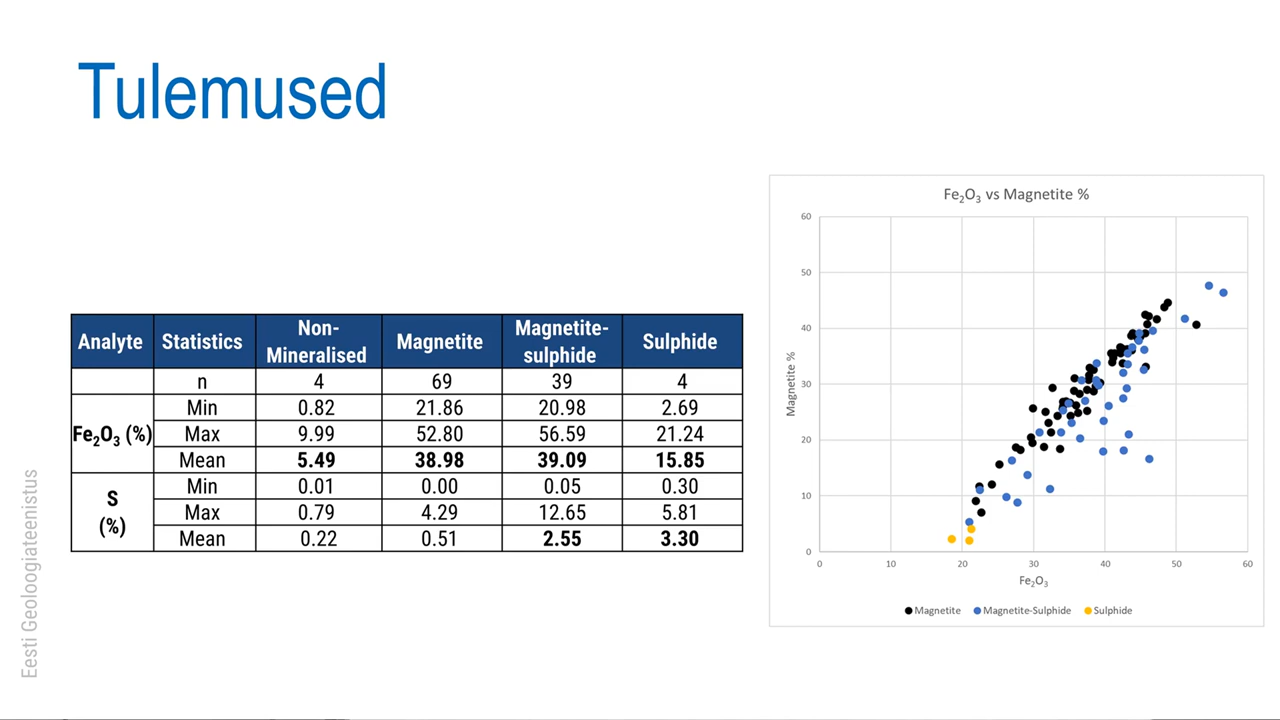 Tulemused
Analyte Statistics Non-Mineralised Magnetite Magnetite-sulphide Sulphide
n 4 69 39 4
Fe₂O₃ (%) Min 0.82 21.86 20.98 2.69
Max 9.99 52.80 56.59 21.24
Mean 5.49 38.98 39.09 15.85
S (%) Min 0.01 0.00 0.05 0.30
Max 0.79 4.29 12.65 5.81
Mean 0.22 0.51 2.55 3.30
Fe₂O₃ vs Magnetite %
Magnetite %
60
50
40
30
20
10
0
0 10 20 30 40 50 60
Fe₂O₃
Magnetite Magnetite-Sulphide Sulphide
Eesti Geoloogiateenistus